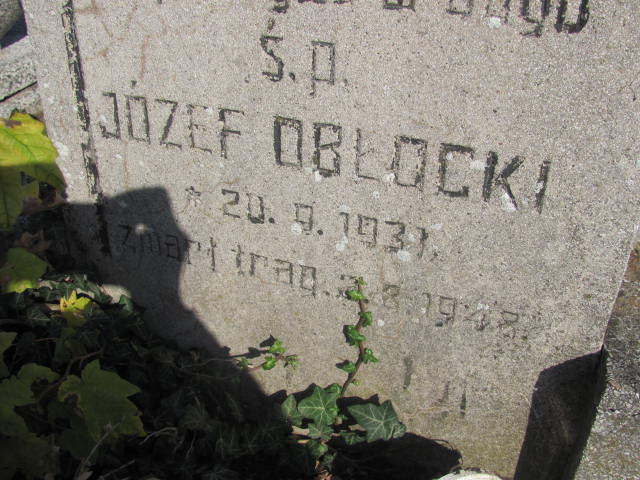 Ś.p.
JÓZEF OBŁOCKI
* 20. 9. 1931.
zmarł trag. 2.8.1948.